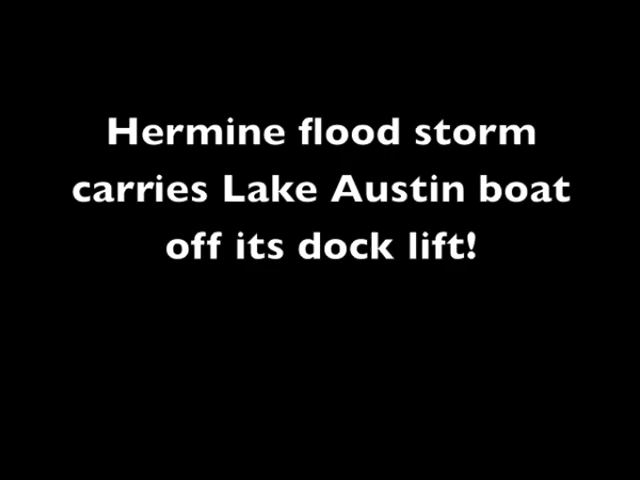 Hermine flood storm
carries Lake Austin boat
off its dock lift!